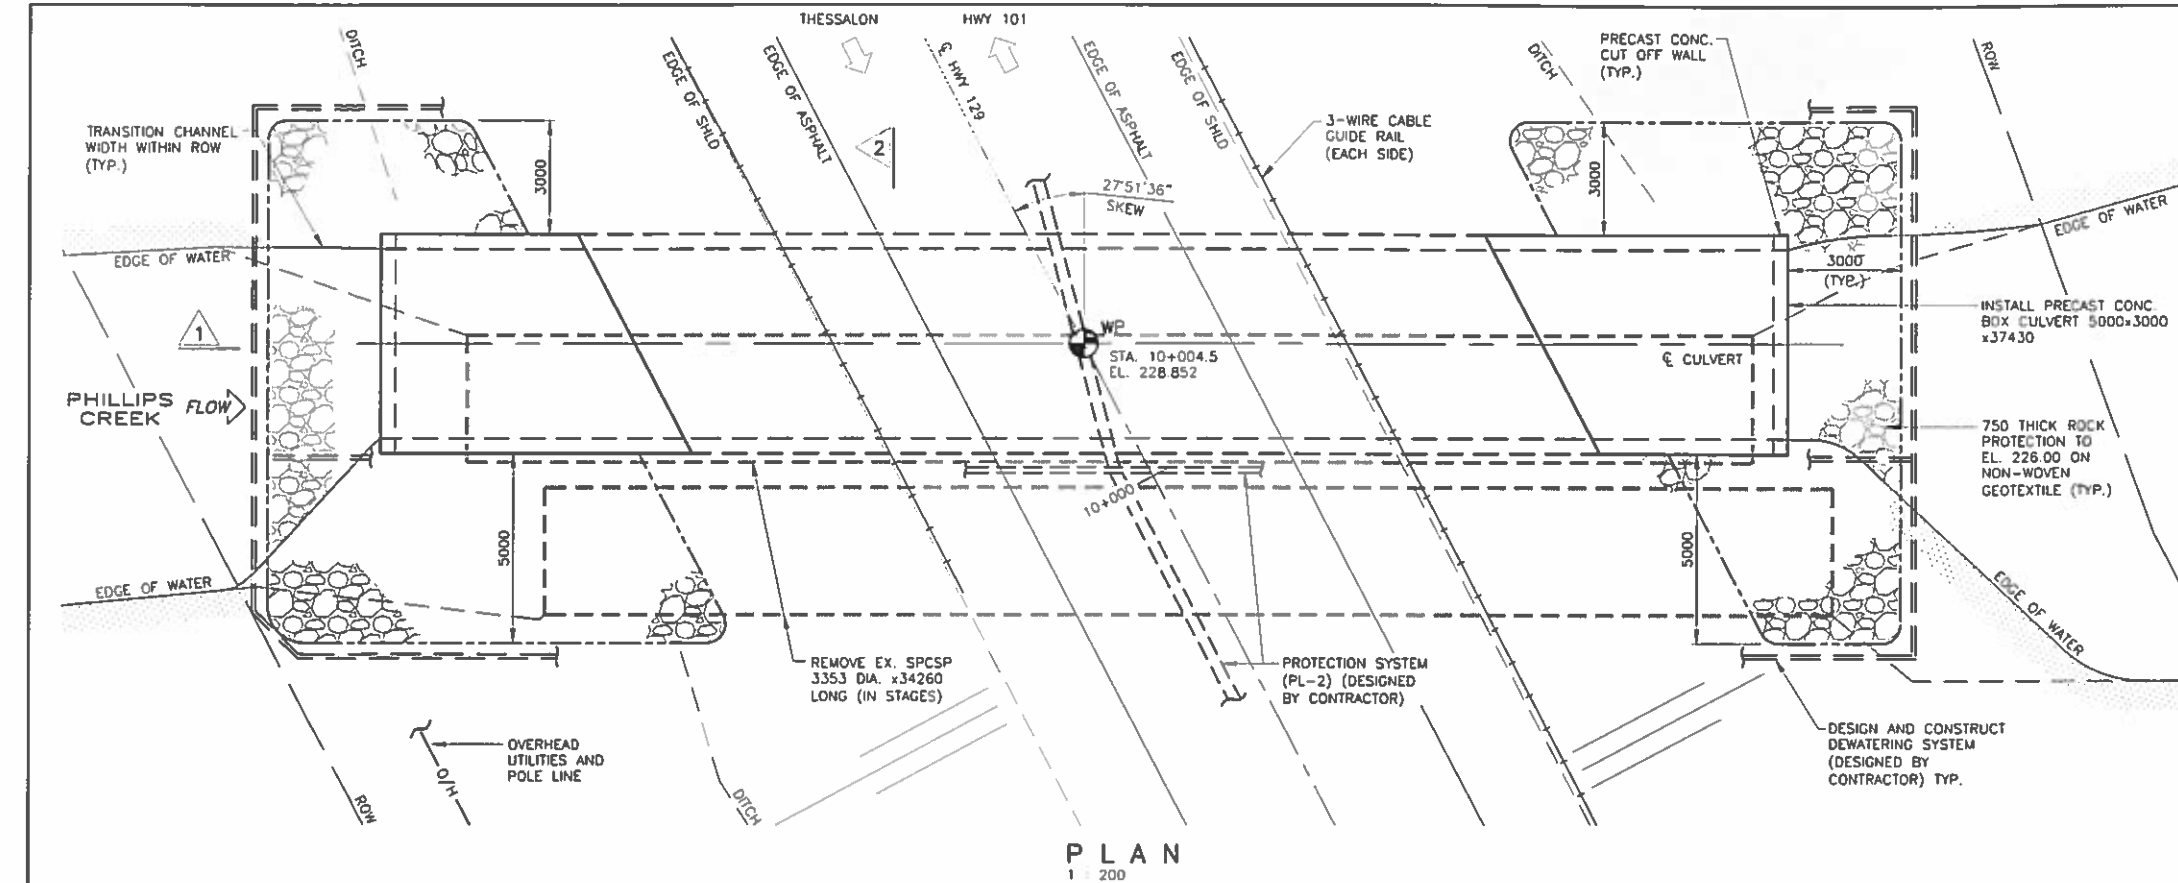 THESSALON
HWY 101
DITCH
EDGE OF SHLD
EDGE OF ASPHALT
℄ HWY 129
EDGE OF ASPHALT
EDGE OF SHLD
DITCH
PRECAST CONC.
CUT OFF WALL
(TYP.)
ROW
TRANSITION CHANNEL
WIDTH WITHIN ROW
(TYP.)
3000
2
27°51'36"
SKEW
3-WIRE CABLE
GUIDE RAIL
(EACH SIDE)
3000
EDGE OF WATER
EDGE OF WATER
3000
(TYP.)
1
WP
STA. 10+004.5
EL. 228.852
℄ CULVERT
INSTALL PRECAST CONC.
BOX CULVERT 5000x3000
x37430
PHILLIPS
CREEK
FLOW
750 THICK ROCK
PROTECTION TO
EL. 226.00 ON
NON-WOVEN
GEOTEXTILE (TYP.)
10+000
5000
5000
EDGE OF WATER
EDGE OF WATER
REMOVE EX. SPCSP
3353 DIA. x34260
LONG (IN STAGES)
PROTECTION SYSTEM
(PL-2) (DESIGNED
BY CONTRACTOR)
DESIGN AND CONSTRUCT
DEWATERING SYSTEM
(DESIGNED BY
CONTRACTOR) TYP.
OVERHEAD
UTILITIES AND
POLE LINE
O/H
ROW
DITCH
PLAN
1 200